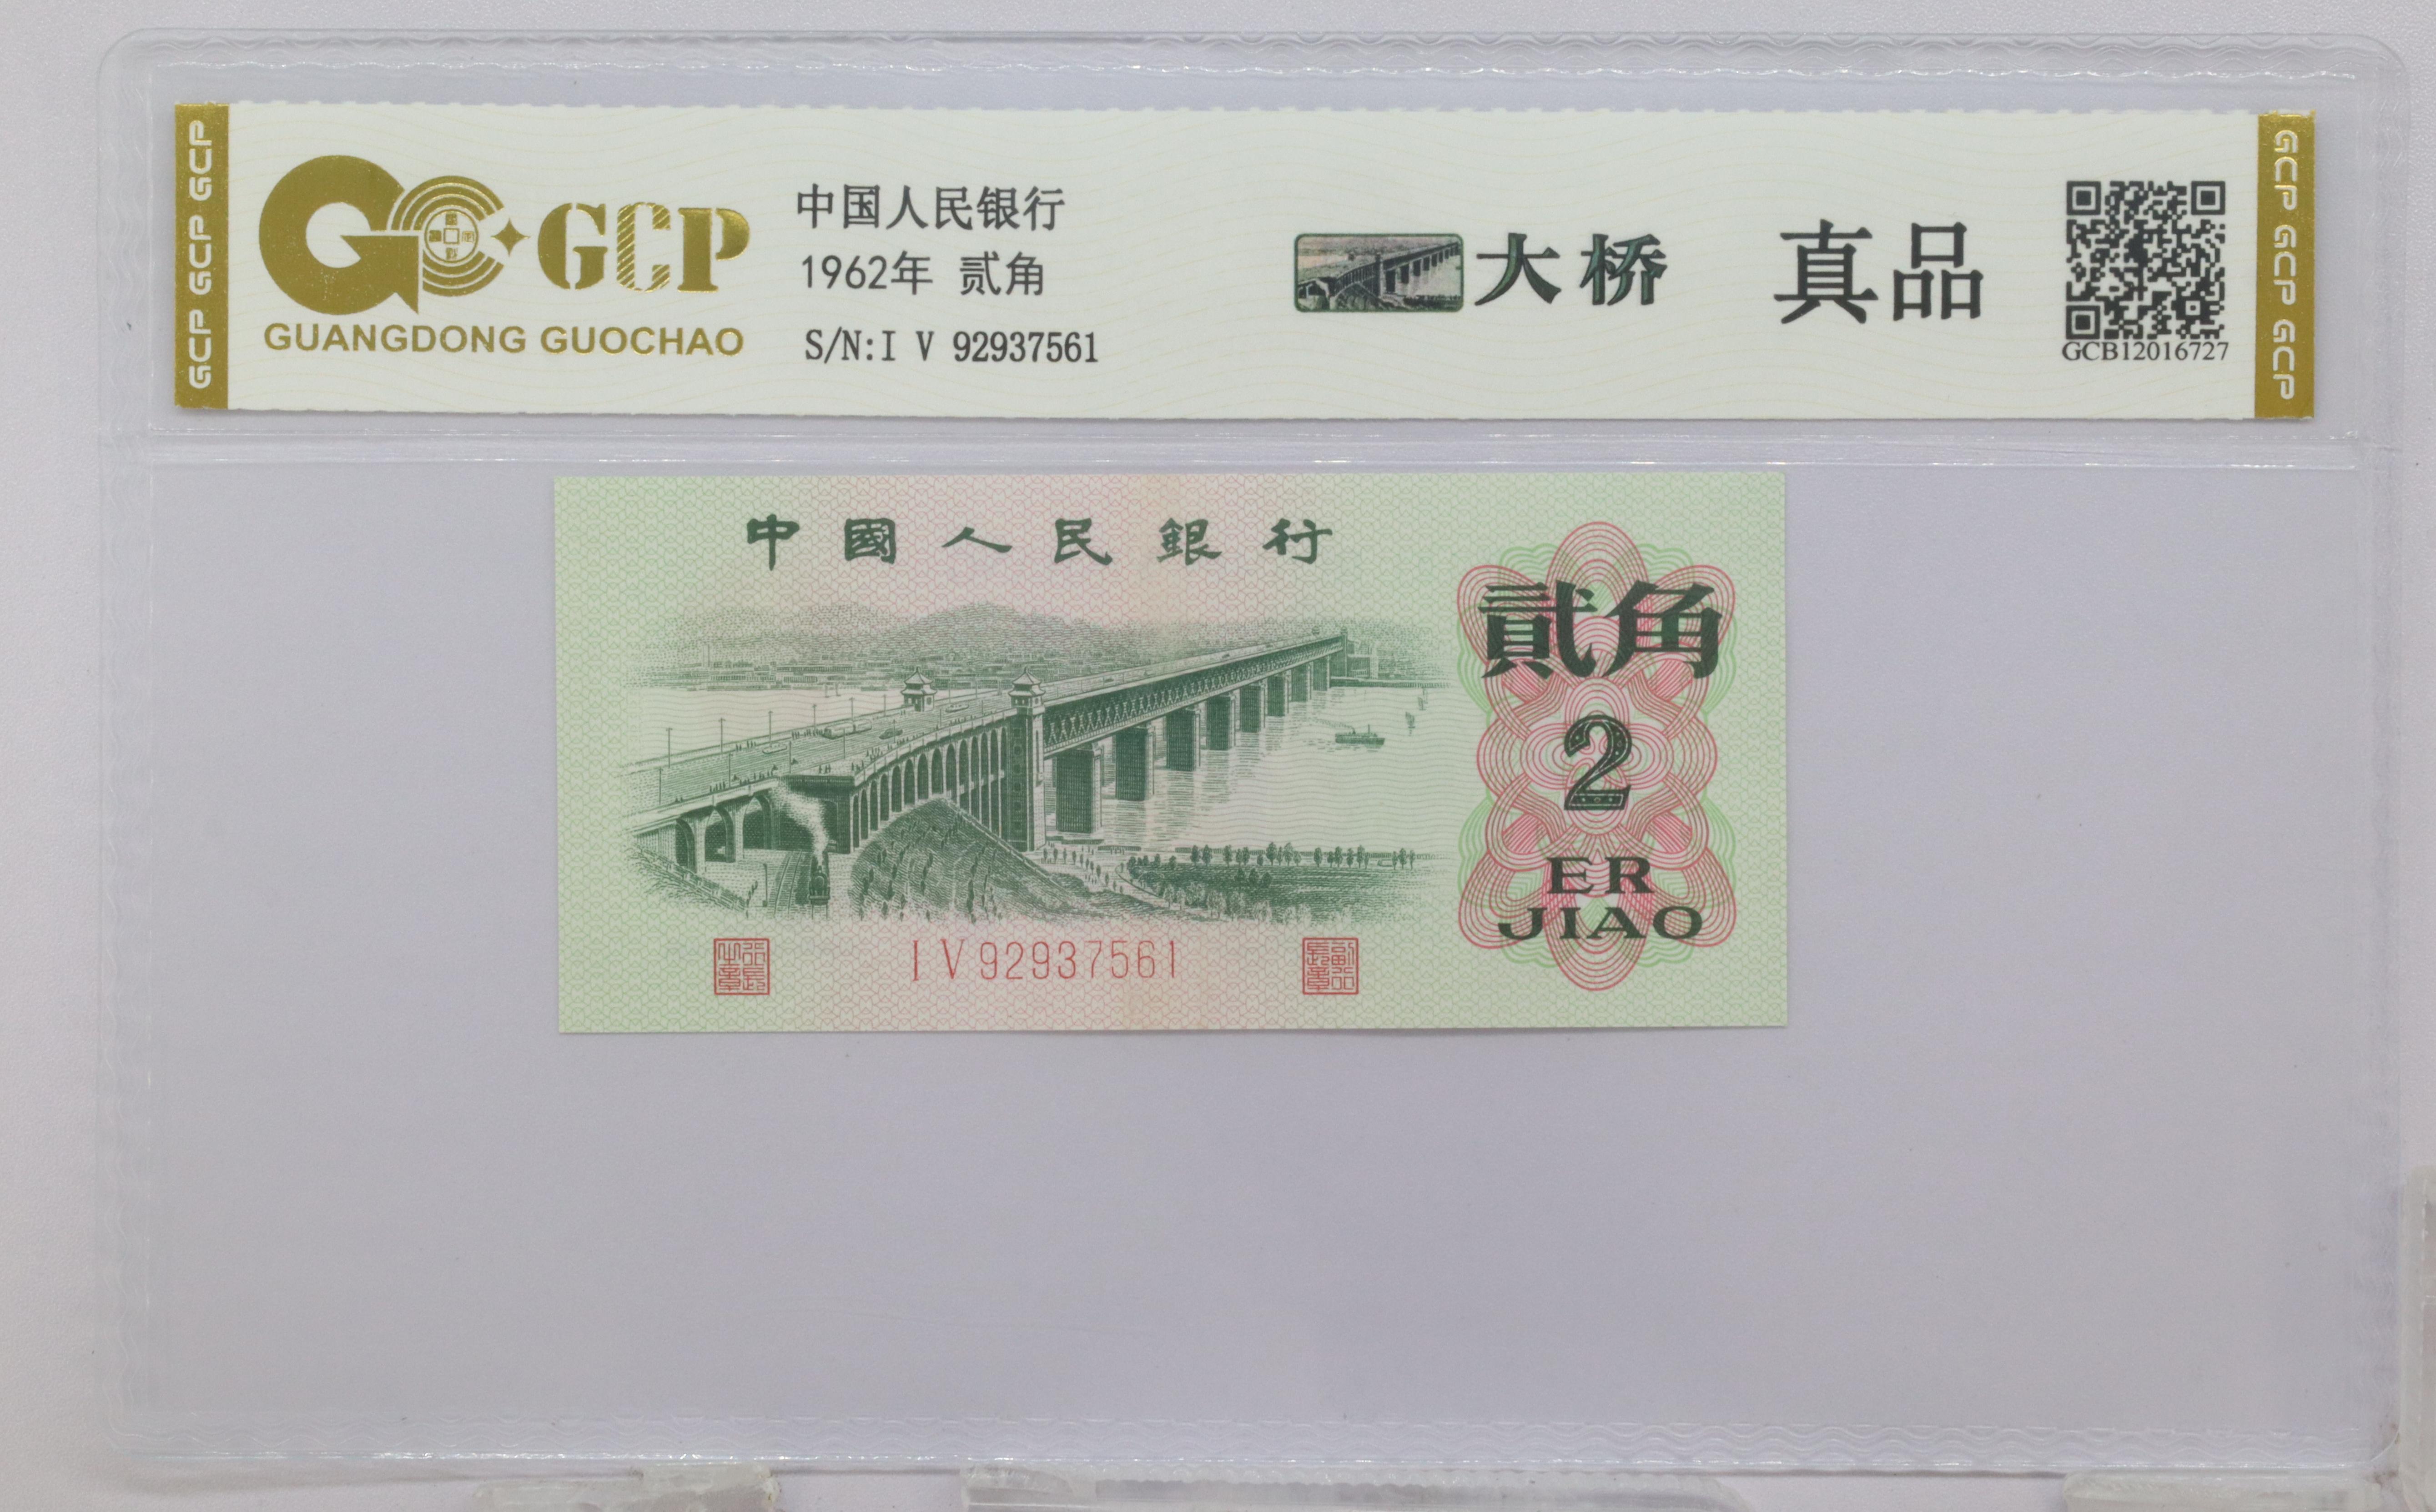 GCP GCP GCP
GCP
GUANGDONG GUOCHAO
中国人民银行
1962年 贰角
S/N:I V 92937561
大桥
真品
GCB12016727
GCP GCP GCP
中國人民銀行
貳角
2
ER
JIAO
I V 92937561